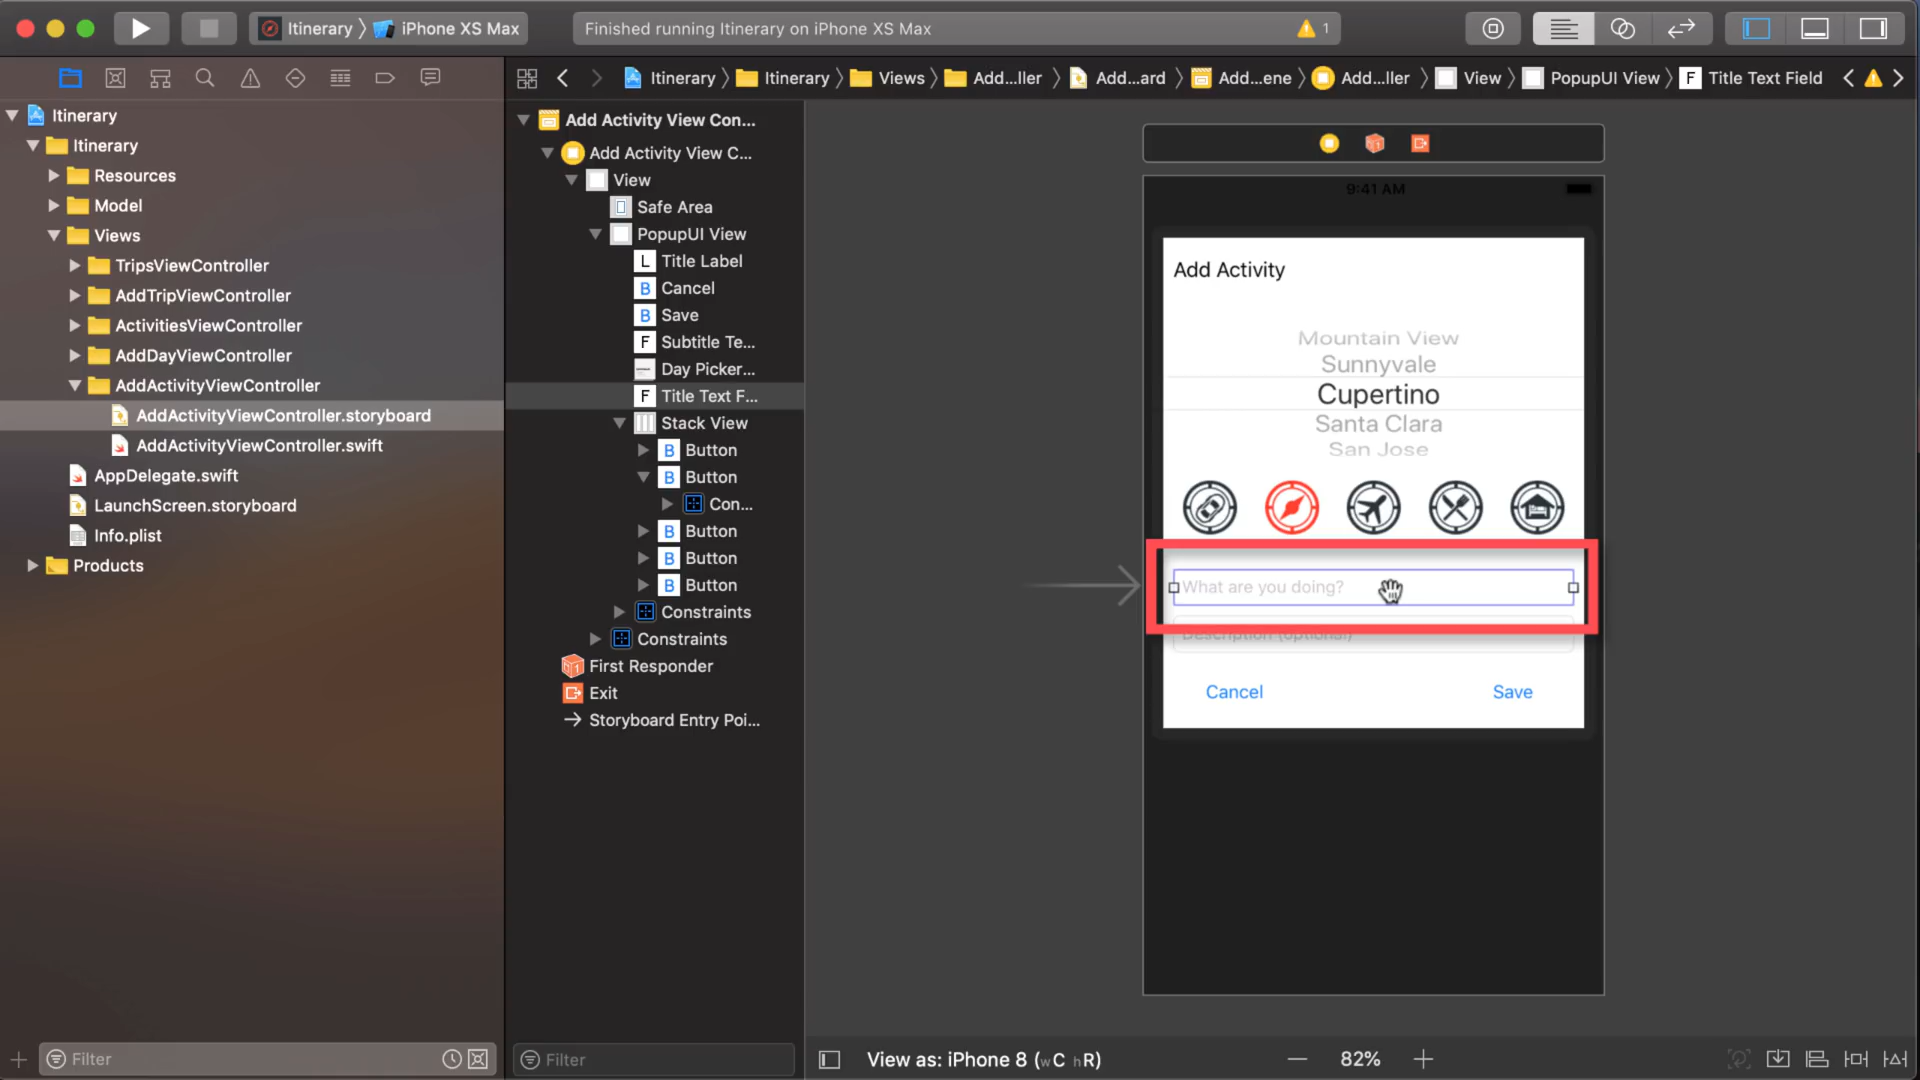 Itinerary
iPhone XS Max
Finished running Itinerary on iPhone XS Max
1
Itinerary
Itinerary
Views
Add...ller
Add...ard
Add...ene
Add...ller
View
PopupUI View
F
Title Text Field
Itinerary
Itinerary
Resources
Model
Views
TripsViewController
AddTripViewController
ActivitiesViewController
AddDayViewController
AddActivityViewController
AddActivityViewController.storyboard
AddActivityViewController.swift
AppDelegate.swift
LaunchScreen.storyboard
Info.plist
Products
Filter
Add Activity View Con...
Add Activity View C...
View
Safe Area
PopupUI View
L Title Label
B Cancel
B Save
F Subtitle Te...
Day Picker...
F Title Text F...
Stack View
B Button
B Button
Con...
B Button
B Button
B Button
Constraints
Constraints
First Responder
Exit
Storyboard Entry Poi...
Filter
9:41 AM
Add Activity
Mountain View
Sunnyvale
Cupertino
Santa Clara
San Jose
What are you doing?
Description (optional)
Cancel
Save
View as: iPhone 8 (wC hR)
82%